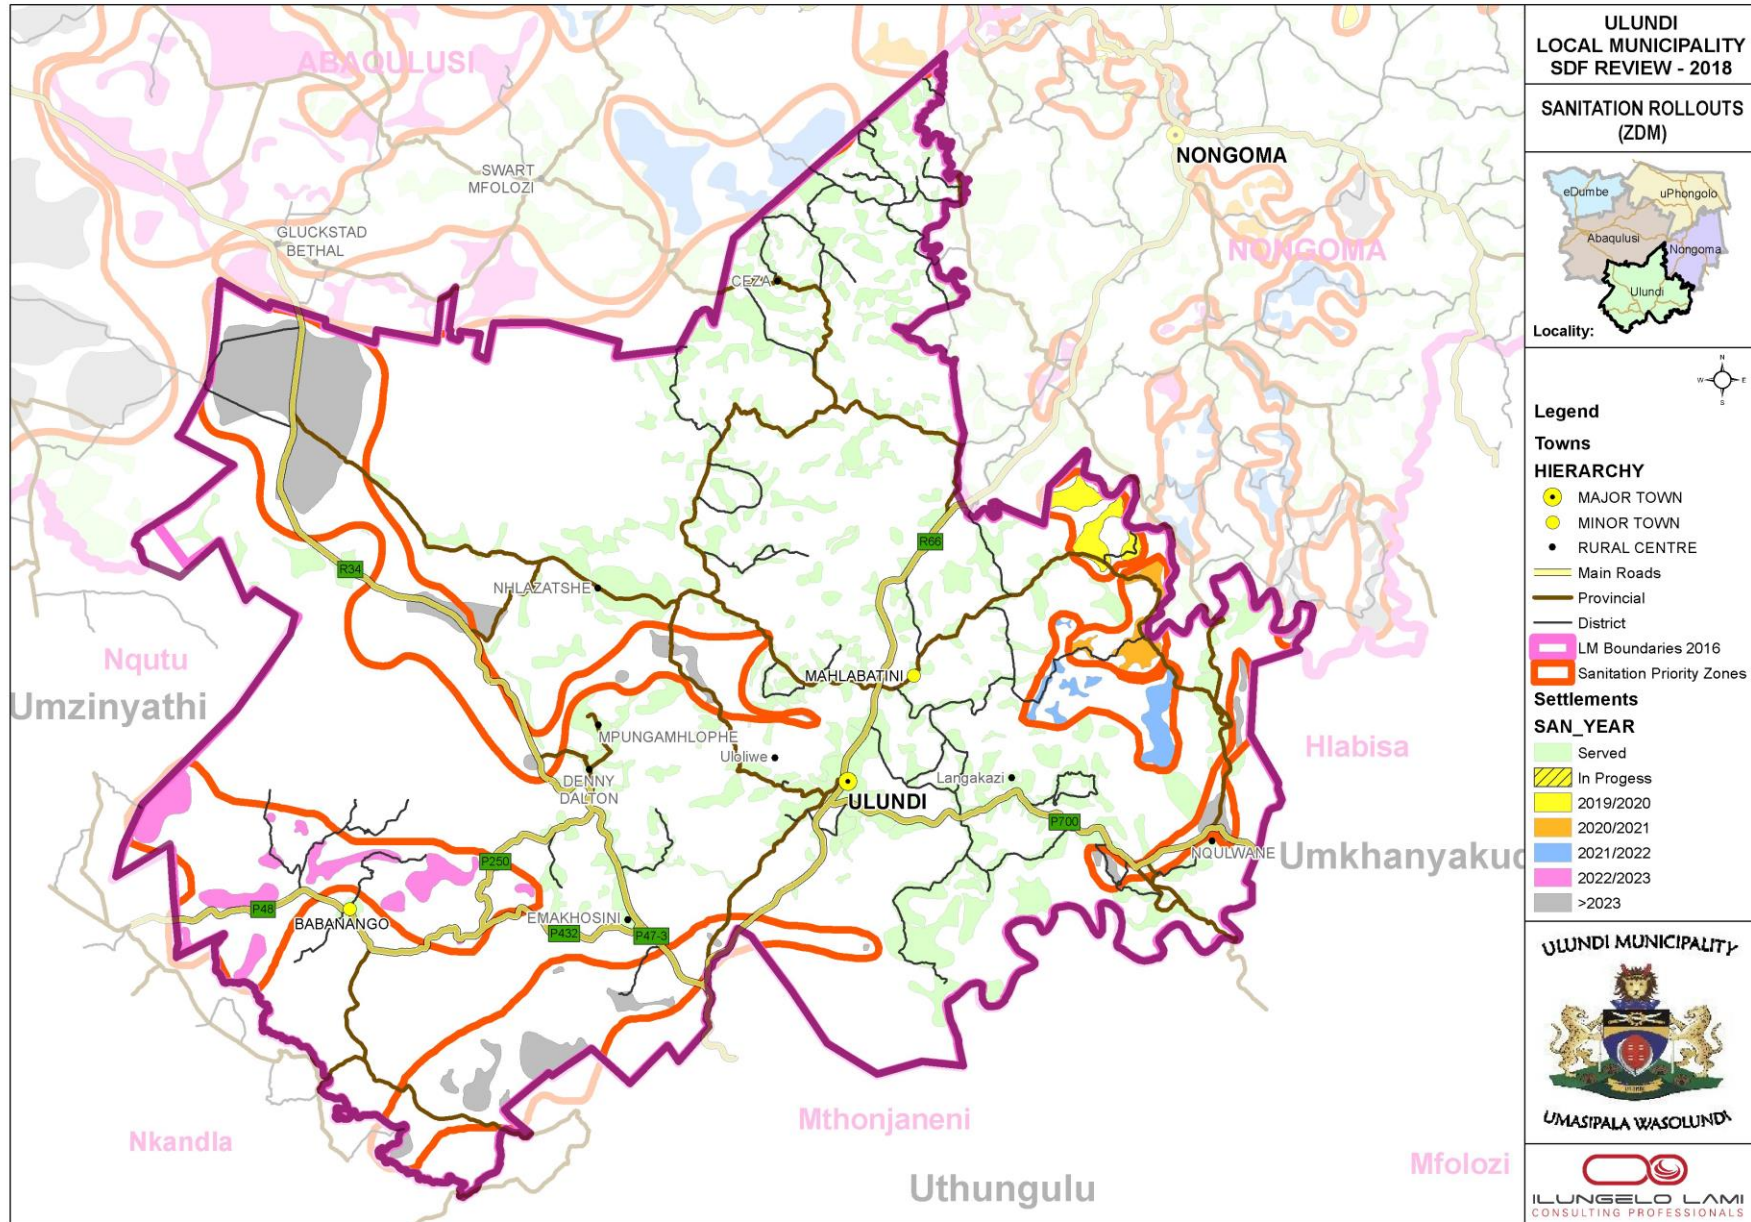 ABAQULUSI
SWART
MFOLOZI
GLUCKSTAD
BETHAL
CEZA
NONGOMA
NONGOMA
R66
R34
NHLAZATSHE
Nqutu
Umzinyathi
MAHLABATINI
MPUNGAMHLOPHE
Uloliwe
DENNY
DALTON
ULUNDI
Langakazi
P700
NQULWANE
Hlabisa
Umkhanyakud
P250
P48
BABANANGO
EMAKHOSINI
P432
P47-3
Nkandla
Mthonjaneni
Uthungulu
Mfolozi
ULUNDI
LOCAL MUNICIPALITY
SDF REVIEW - 2018
SANITATION ROLLOUTS
(ZDM)
eDumbe
uPhongolo
Abaqulusi
Nongoma
Ulundi
Locality:
N
W
E
S
Legend
Towns
HIERARCHY
MAJOR TOWN
MINOR TOWN
RURAL CENTRE
Main Roads
Provincial
District
LM Boundaries 2016
Sanitation Priority Zones
Settlements
SAN_YEAR
Served
In Progess
2019/2020
2020/2021
2021/2022
2022/2023
>2023
ULUNDI MUNICIPALITY
UMASIPALA WASOLUNDI
ILUNGELO LAMI
CONSULTING PROFESSIONALS